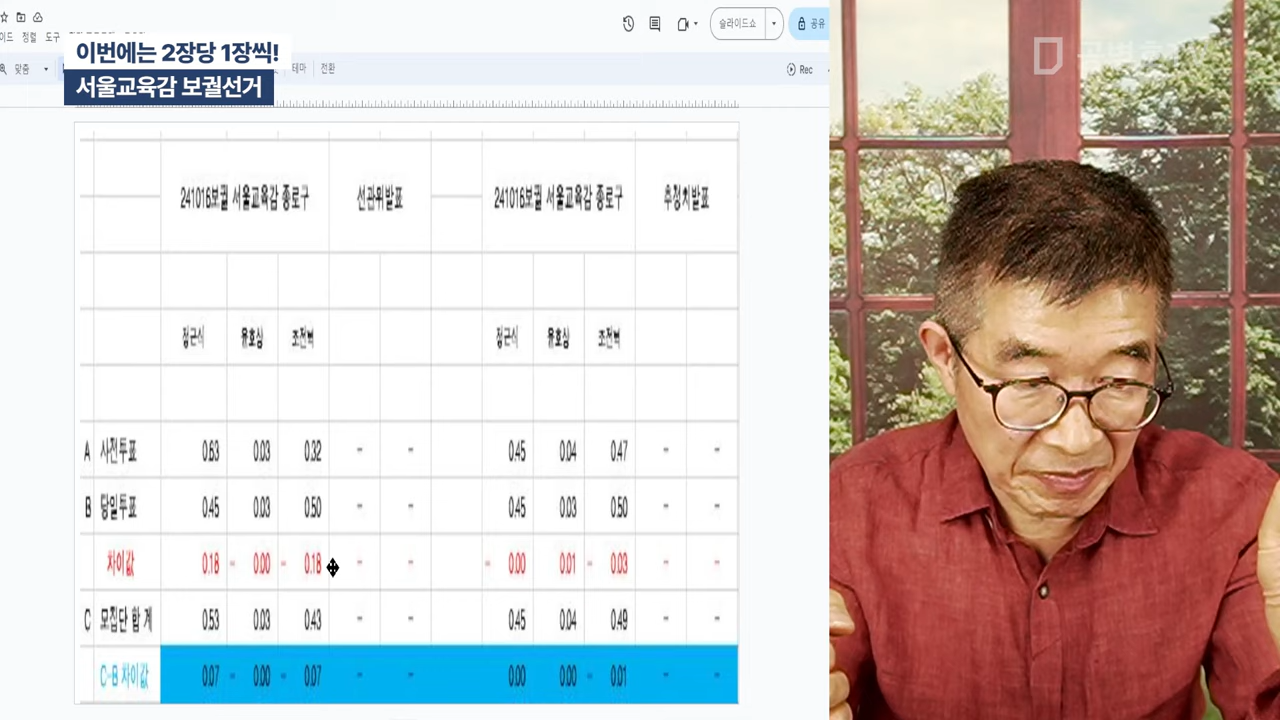 슬라이드쇼
공유
이드 정렬 도구
이번에는 2장당 1장씩!
서울교육감 보궐선거
맞춤
테마 전환
Rec
241016보궐 서울교육감 종로구 선관위발표 241016보궐 서울교육감 종로구 추정치발표
정근식 윤호상 조전혁 정근식 윤호상 조전혁
A 사전투표 0.63 0.03 0.32 - - 0.45 0.04 0.47 - -
B 당일투표 0.45 0.03 0.50 - - 0.45 0.03 0.50 - -
차이값 0.18 - 0.00 - 0.18 - - - 0.00 0.01 - 0.03 - -
C 모집단 합 계 0.53 0.03 0.43 - - 0.45 0.04 0.49 - -
C-B 차이값 0.07 - 0.00 - 0.07 - - 0.00 0.00 - 0.01 - -